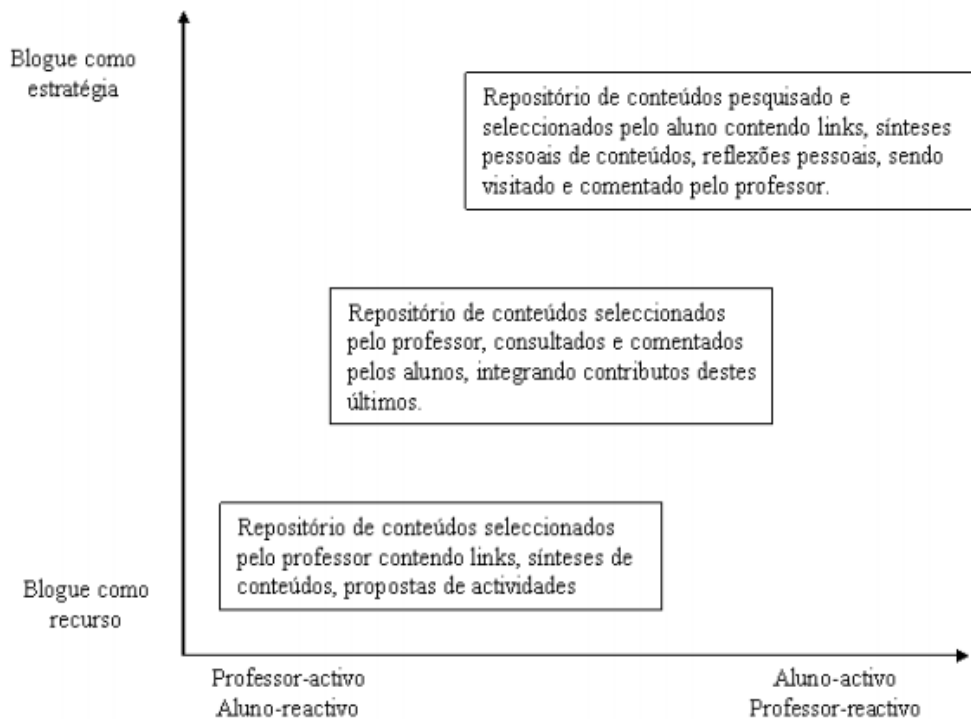 Blogue como
estratégia
Repositório de conteúdos pesquisado e
seleccionados pelo aluno contendo links, sínteses
pessoais de conteúdos, reflexões pessoais, sendo
visitado e comentado pelo professor.
Repositório de conteúdos seleccionados
pelo professor, consultados e comentados
pelos alunos, integrando contributos destes
últimos.
Repositório de conteúdos seleccionados
pelo professor contendo links, sínteses de
conteúdos, propostas de actividades
Blogue como
recurso
Professor-activo
Aluno-reactivo
Aluno-activo
Professor-reactivo